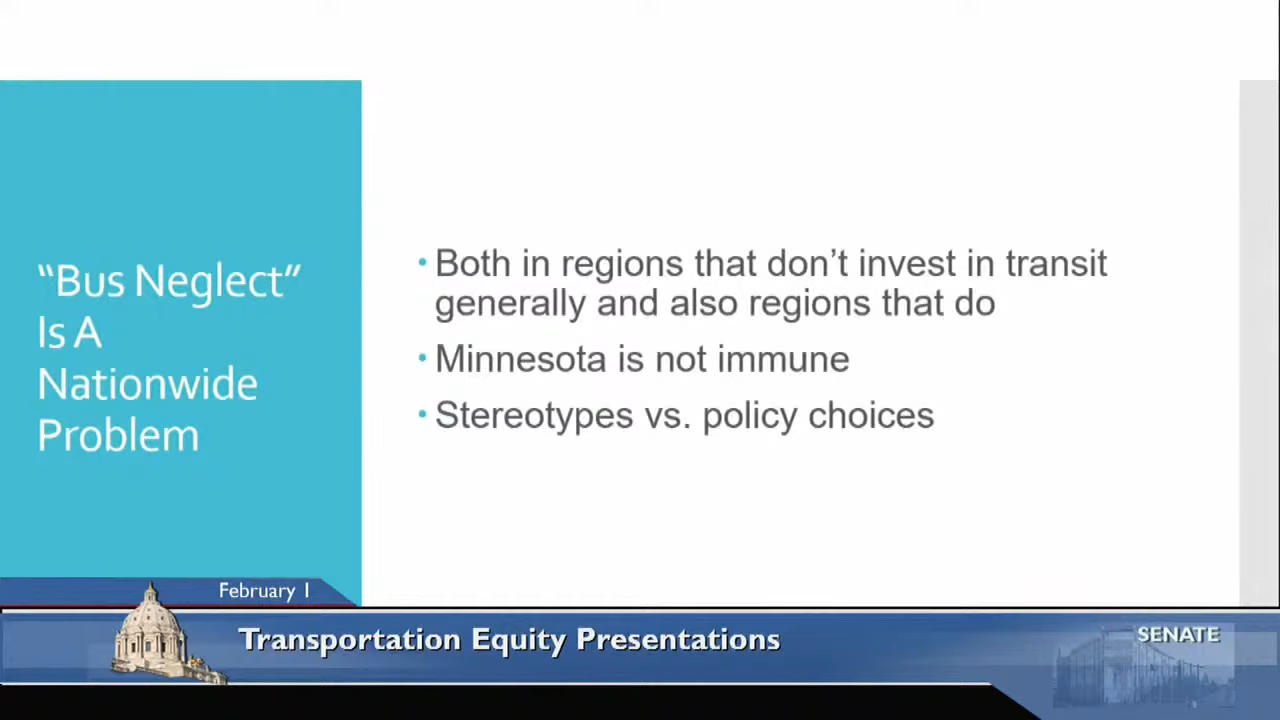 “Bus Neglect”
Is A
Nationwide
Problem
• Both in regions that don’t invest in transit
generally and also regions that do
• Minnesota is not immune
• Stereotypes vs. policy choices
February 1
Transportation Equity Presentations
SENATE